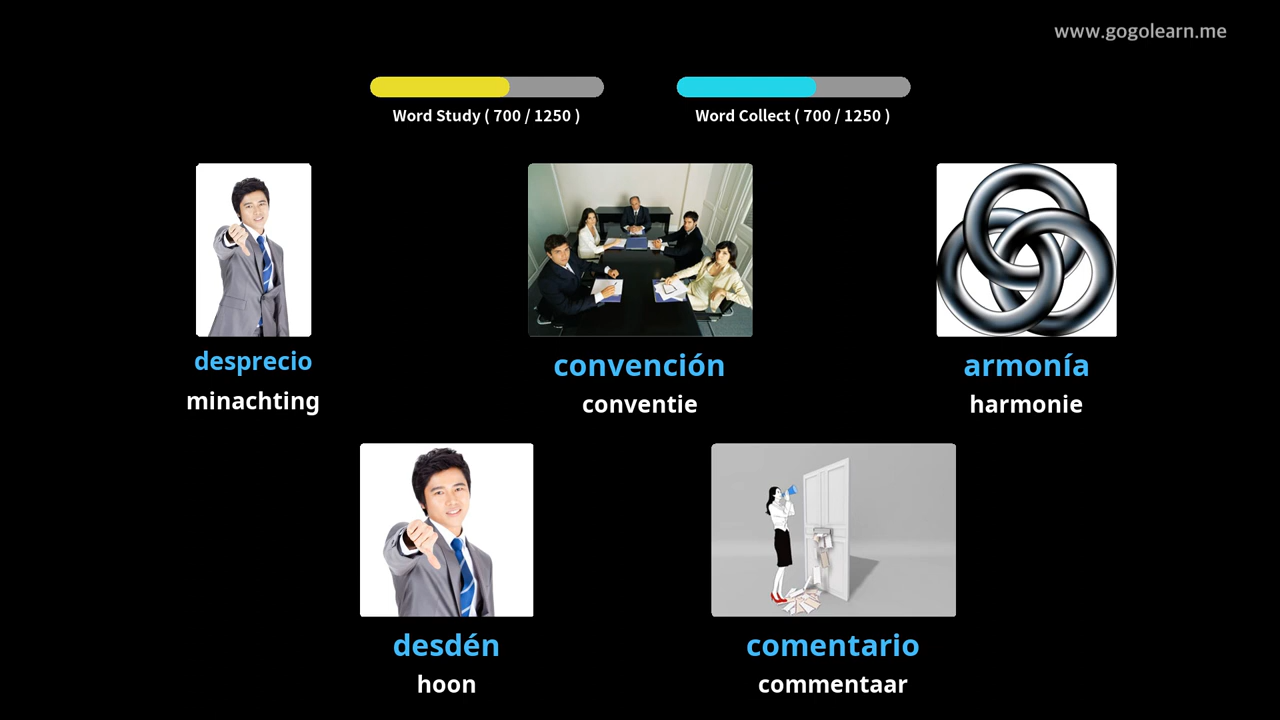 www.gogolearn.me
Word Study ( 700 / 1250 )
Word Collect ( 700 / 1250 )
desprecio
minachting
convención
conventie
armonía
harmonie
desdén
hoon
comentario
commentaar